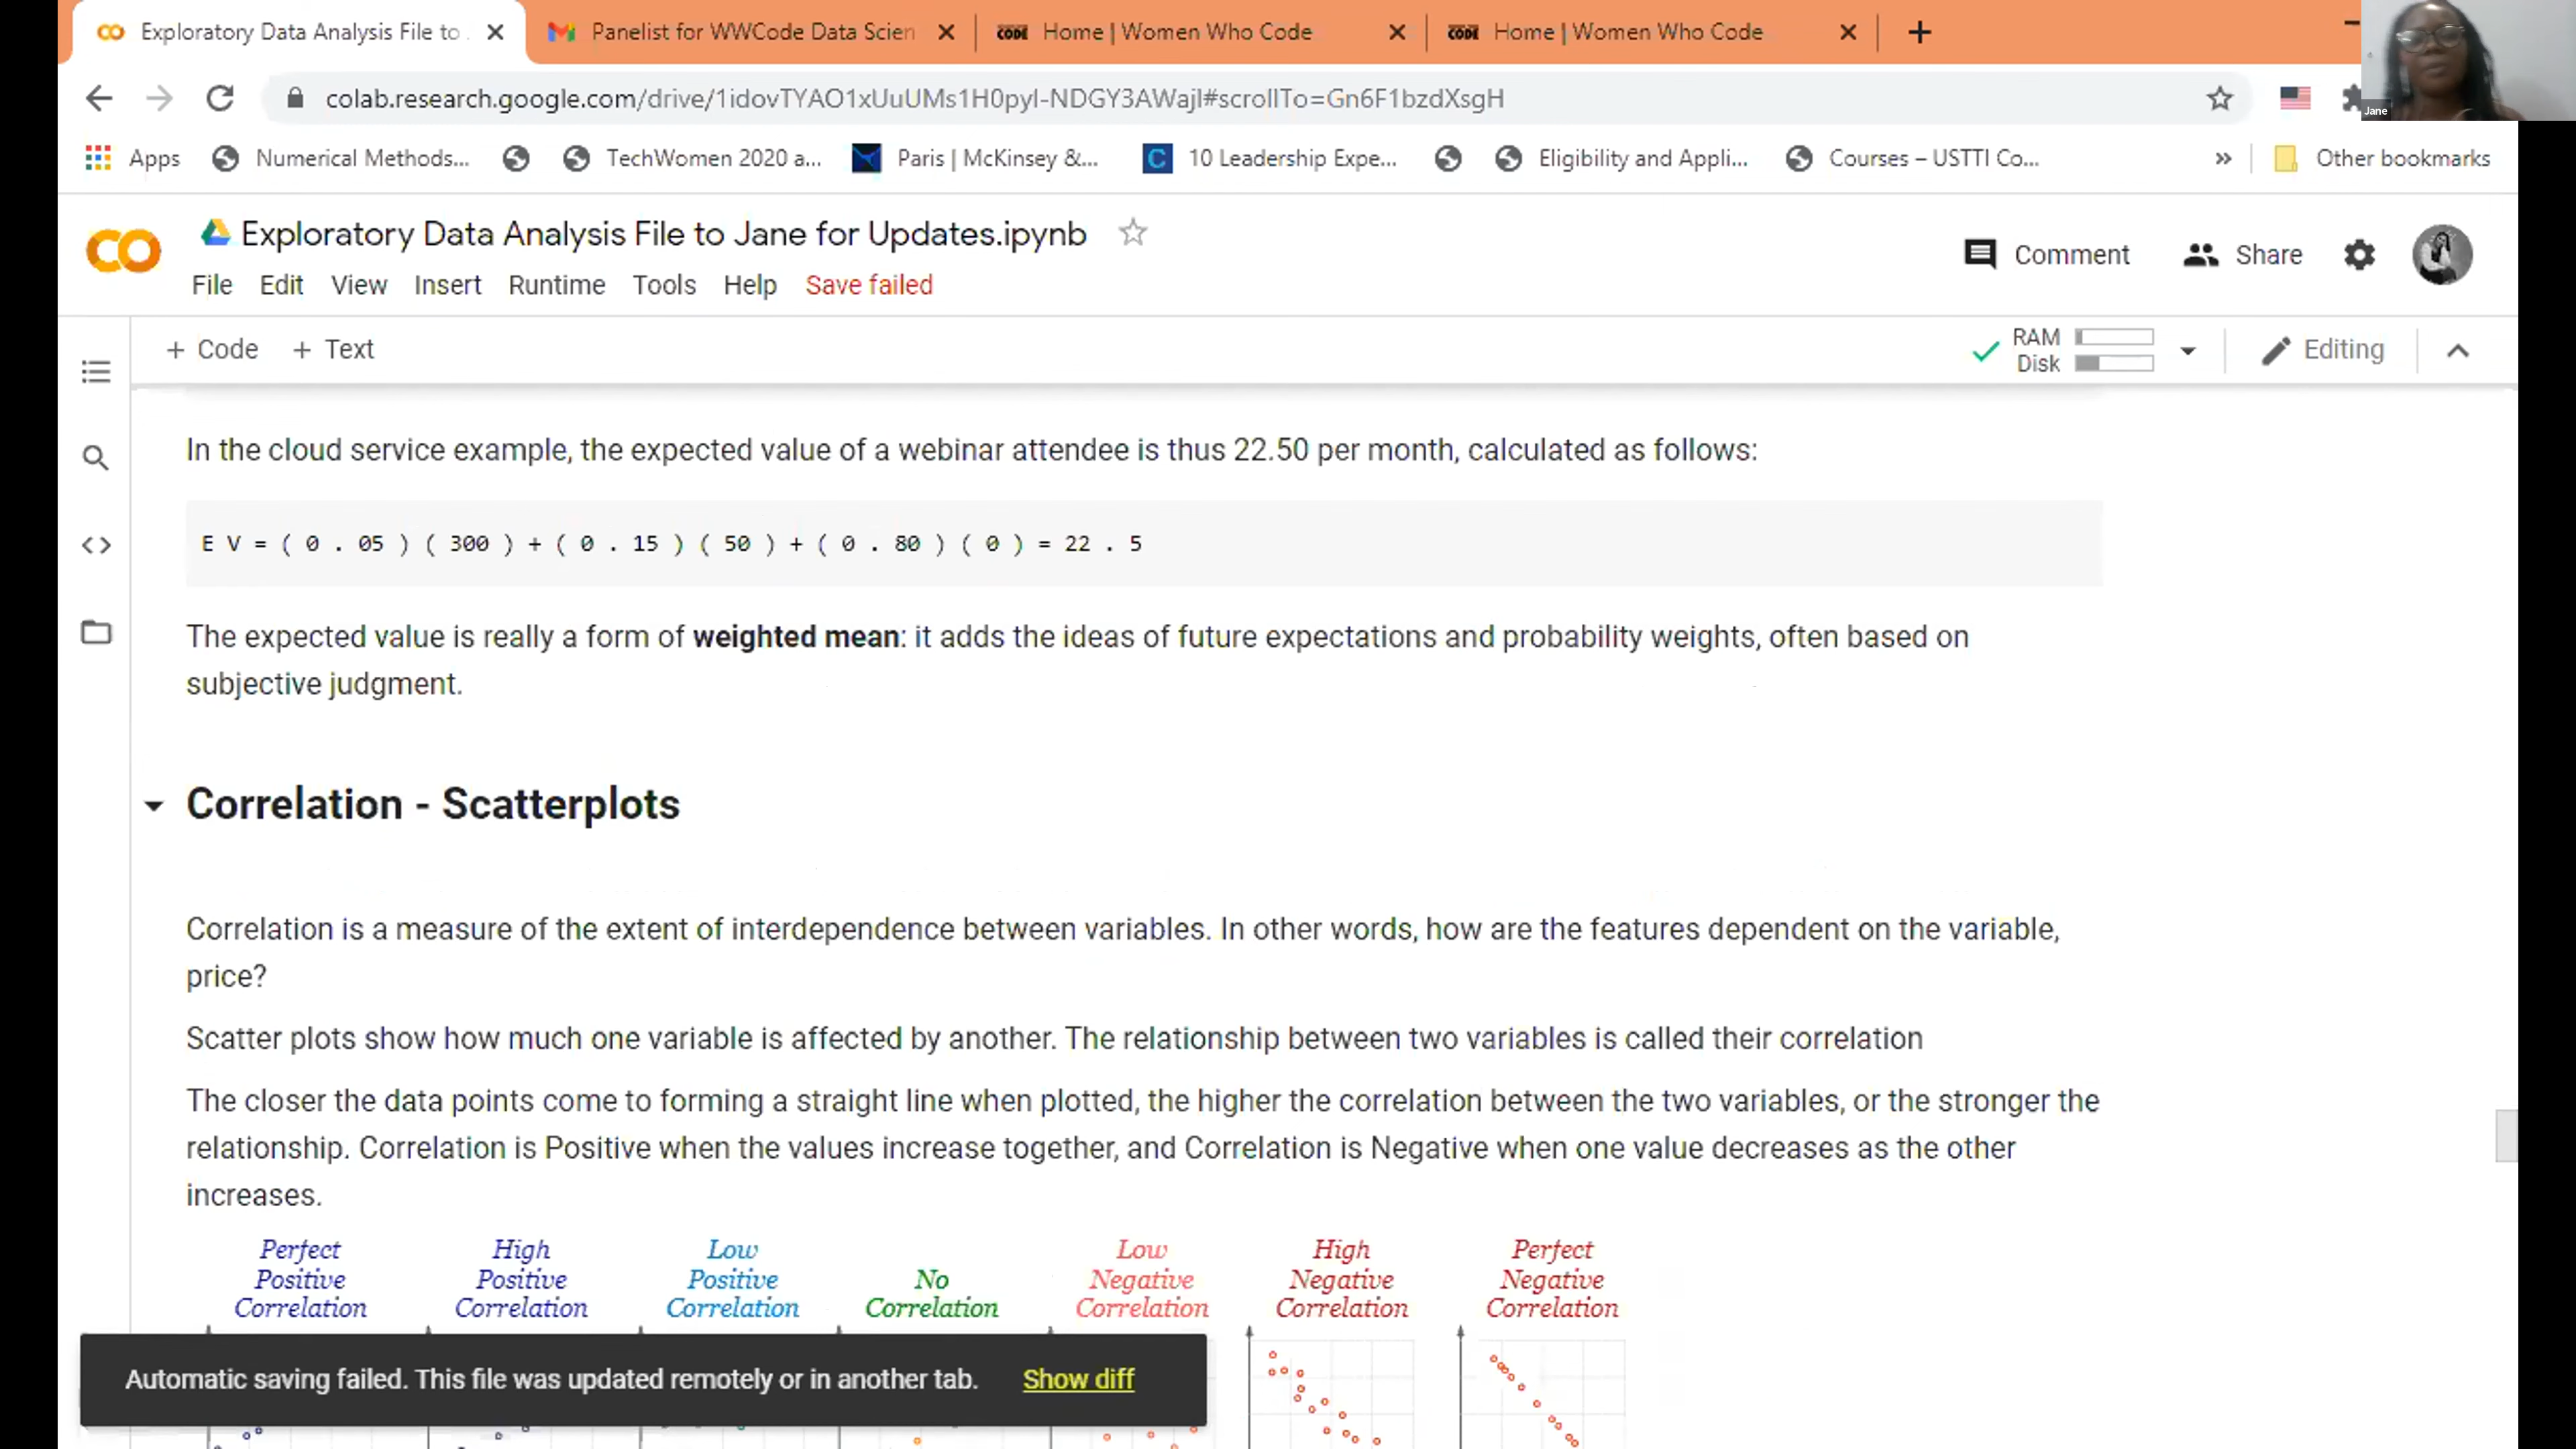 Exploratory Data Analysis File to
Panelist for WWCode Data Scien
CODE Home | Women Who Code
CODE Home | Women Who Code
colab.research.google.com/drive/1idovTYAO1xUuUMs1H0pyI-NDGY3AWajl#scrollTo=Gn6F1bzdXsgH
Jane
Apps Numerical Methods... TechWomen 2020 a... Paris | McKinsey &... C 10 Leadership Expe... Eligibility and Appli... Courses – USTTI Co... » Other bookmarks
CO Exploratory Data Analysis File to Jane for Updates.ipynb
Comment Share
File Edit View Insert Runtime Tools Help Save failed
+ Code + Text
RAM
Disk
Editing
In the cloud service example, the expected value of a webinar attendee is thus 22.50 per month, calculated as follows:
E V = ( 0 . 05 ) ( 300 ) + ( 0 . 15 ) ( 50 ) + ( 0 . 80 ) ( 0 ) = 22 . 5
The expected value is really a form of weighted mean: it adds the ideas of future expectations and probability weights, often based on
subjective judgment.
Correlation - Scatterplots
Correlation is a measure of the extent of interdependence between variables. In other words, how are the features dependent on the variable,
price?
Scatter plots show how much one variable is affected by another. The relationship between two variables is called their correlation
The closer the data points come to forming a straight line when plotted, the higher the correlation between the two variables, or the stronger the
relationship. Correlation is Positive when the values increase together, and Correlation is Negative when one value decreases as the other
increases.
Perfect
Positive
Correlation
High
Positive
Correlation
Low
Positive
Correlation
No
Correlation
Low
Negative
Correlation
High
Negative
Correlation
Perfect
Negative
Correlation
Automatic saving failed. This file was updated remotely or in another tab. Show diff